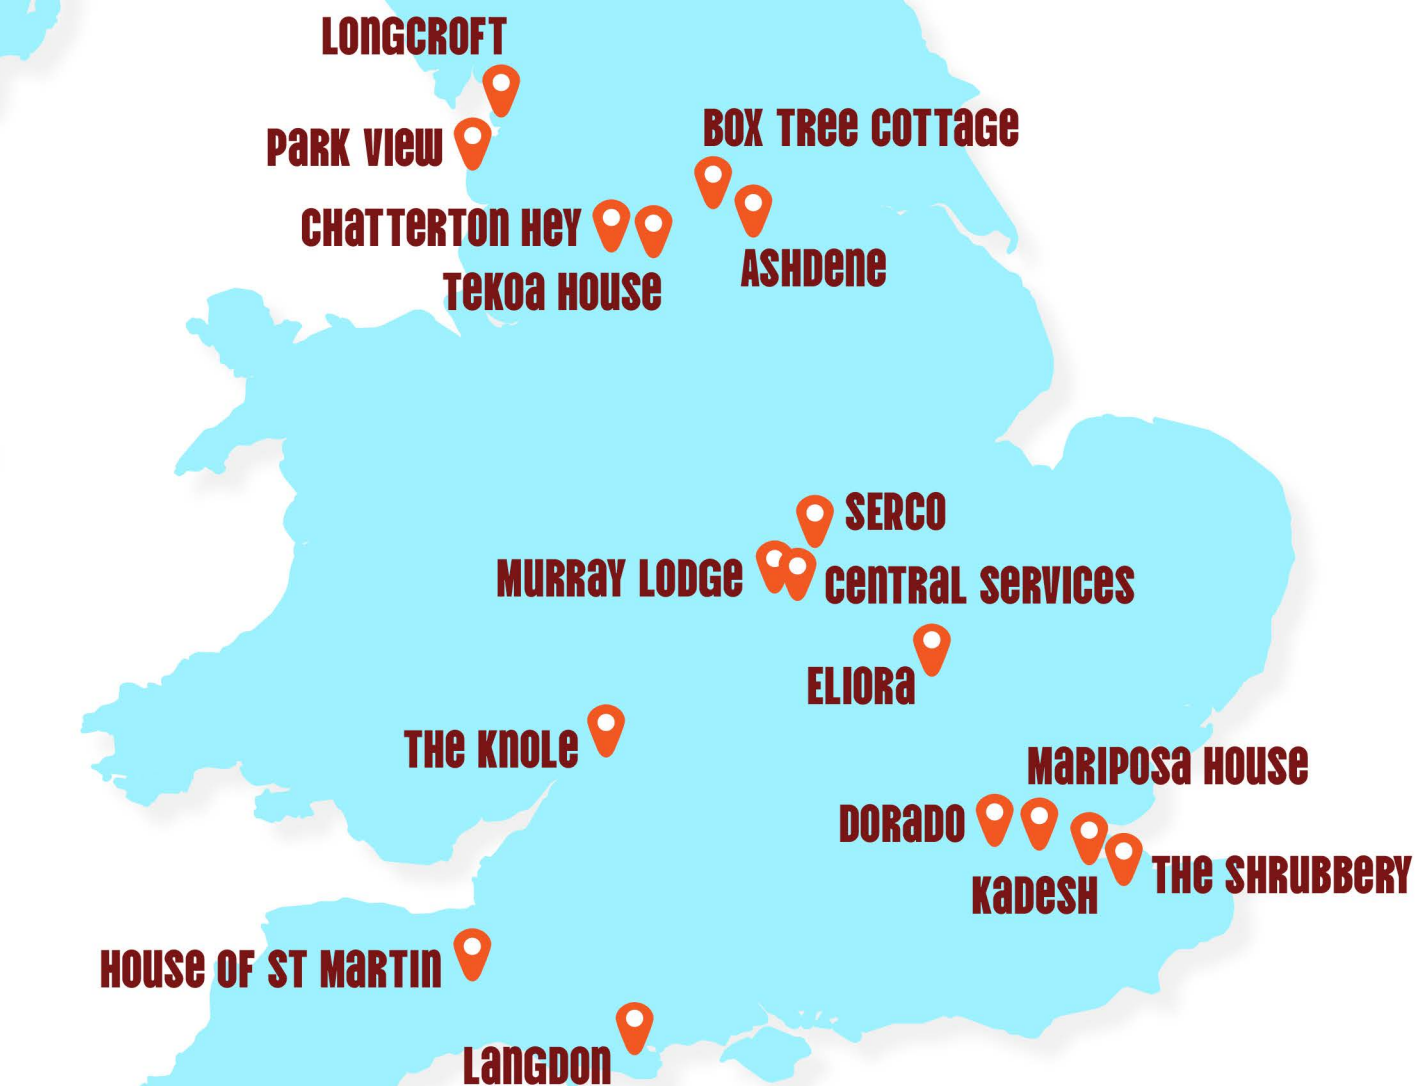 LONGCROFT
PARK VIEW
BOX TREE COTTAGE
CHATTERTON HEY
TEKOA HOUSE
ASHDENE
SERCO
MURRAY LODGE
CENTRAL SERVICES
ELIORA
THE KNOLE
MARIPOSA HOUSE
DORADO
KADESH
THE SHRUBBERY
HOUSE OF ST MARTIN
LANGDON